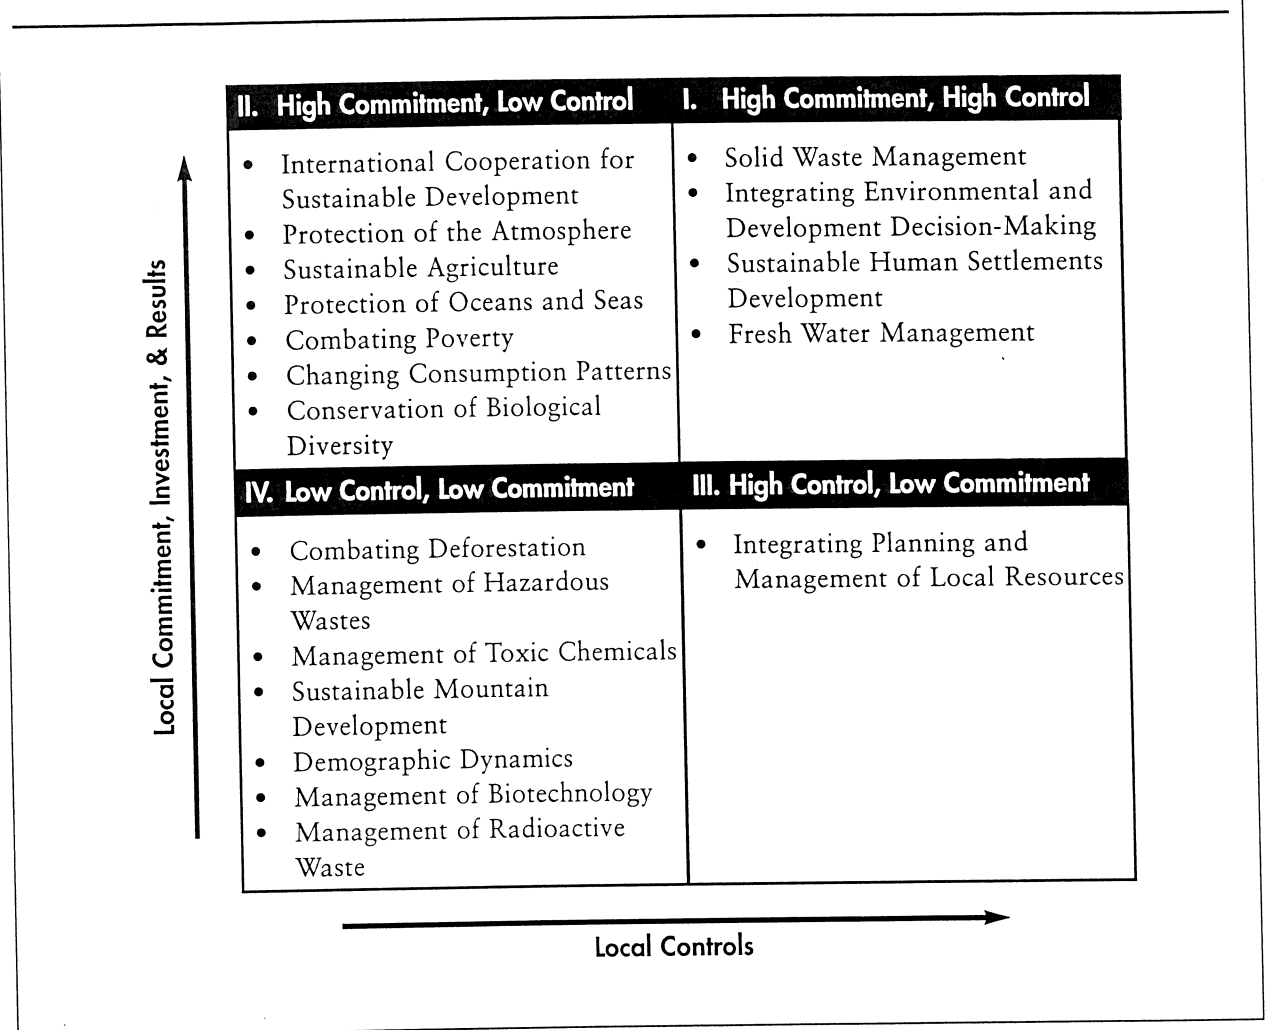 II. High Commitment, Low Control
• International Cooperation for
Sustainable Development
• Protection of the Atmosphere
• Sustainable Agriculture
• Protection of Oceans and Seas
• Combating Poverty
• Changing Consumption Patterns
• Conservation of Biological
Diversity
I. High Commitment, High Control
• Solid Waste Management
• Integrating Environmental and
Development Decision-Making
• Sustainable Human Settlements
Development
• Fresh Water Management
IV. Low Control, Low Commitment
• Combating Deforestation
• Management of Hazardous
Wastes
• Management of Toxic Chemicals
• Sustainable Mountain
Development
• Demographic Dynamics
• Management of Biotechnology
• Management of Radioactive
Waste
III. High Control, Low Commitment
• Integrating Planning and
Management of Local Resources
Local Commitment, Investment, & Results
Local Controls